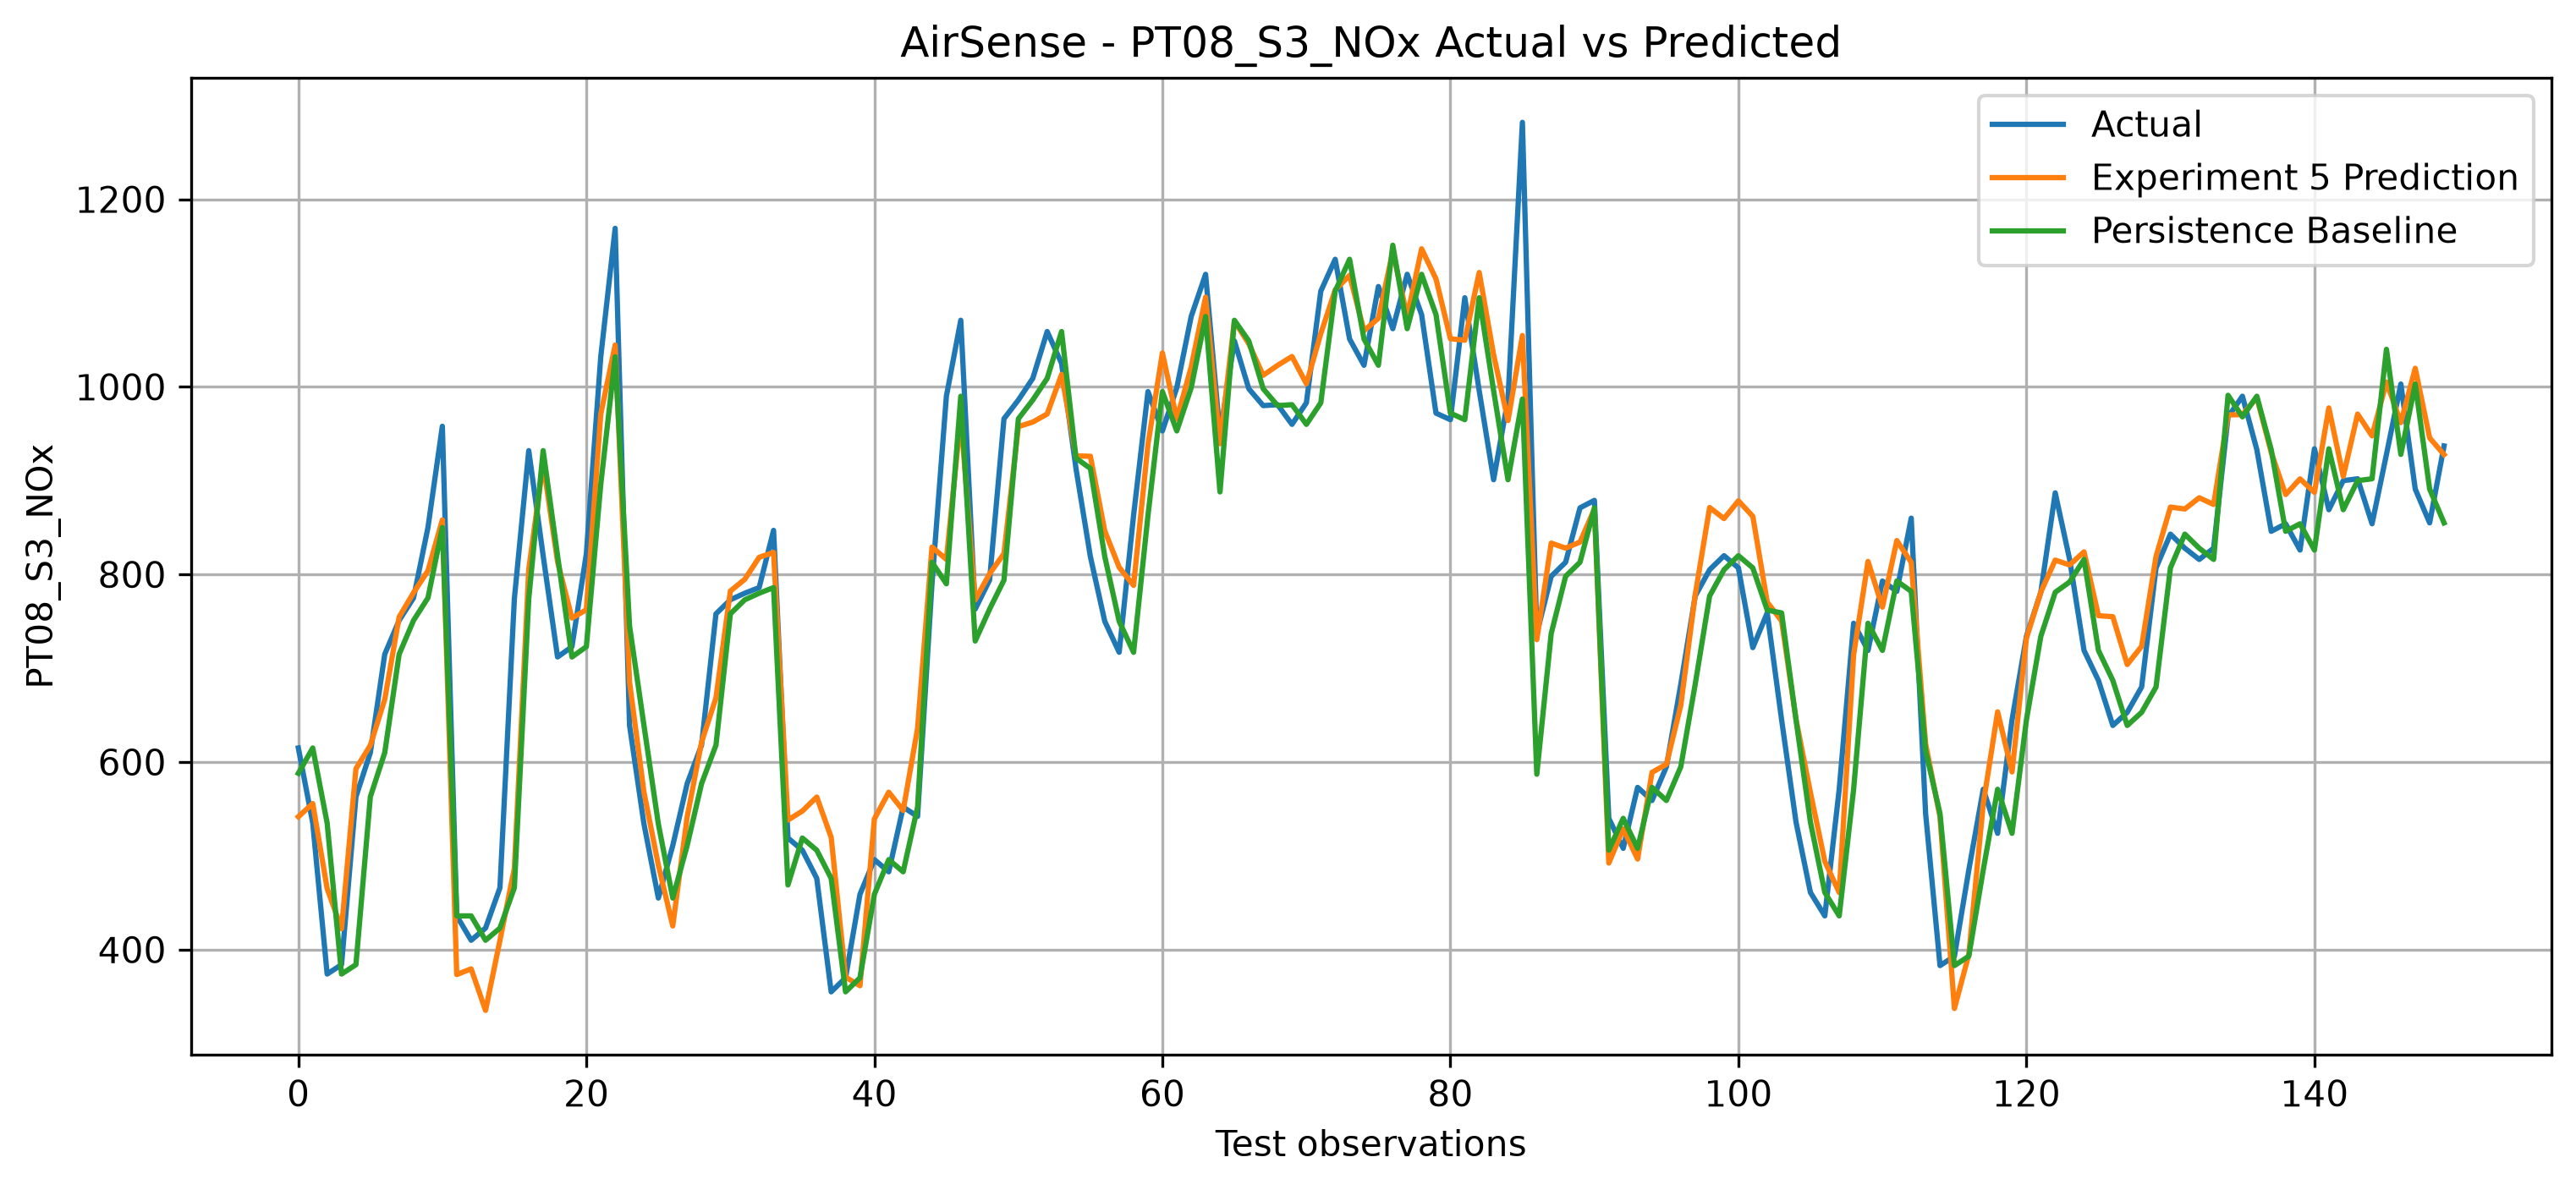 AirSense - PT08_S3_NOx Actual vs Predicted
Actual
Experiment 5 Prediction
Persistence Baseline
PT08_S3_NOx
1200
1000
800
600
400
0 20 40 60 80 100 120 140
Test observations